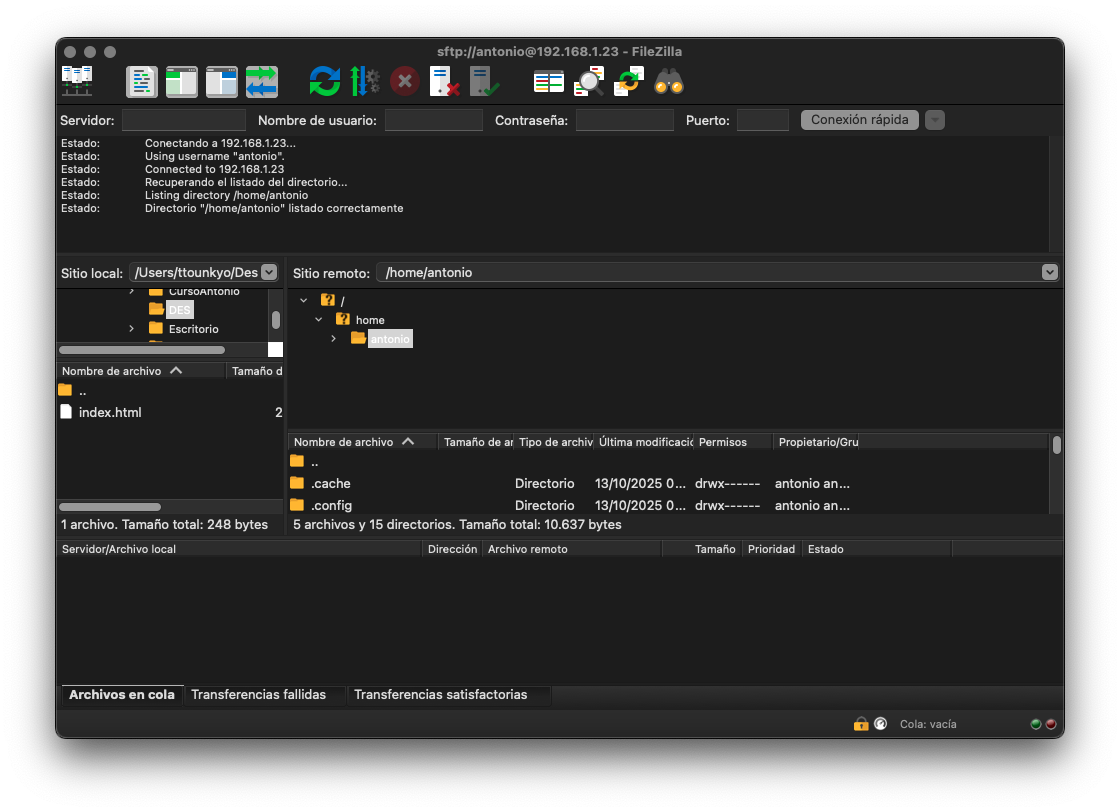 sftp://antonio@192.168.1.23 - FileZilla
Servidor: Nombre de usuario: Contraseña: Puerto: Conexión rápida
Estado: Conectando a 192.168.1.23...
Estado: Using username "antonio".
Estado: Connected to 192.168.1.23
Estado: Recuperando el listado del directorio...
Estado: Listing directory /home/antonio
Estado: Directorio "/home/antonio" listado correctamente
Sitio local: /Users/ttounkyo/Des
CursoAntonio
DES
Escritorio
Nombre de archivo Tamaño d
..
index.html 2
1 archivo. Tamaño total: 248 bytes
Sitio remoto: /home/antonio
/
home
antonio
Nombre de archivo Tamaño de ar Tipo de archiv Última modificació Permisos Propietario/Gru
..
.cache Directorio 13/10/2025 0... drwx------ antonio an...
.config Directorio 13/10/2025 0... drwx------ antonio an...
5 archivos y 15 directorios. Tamaño total: 10.637 bytes
Servidor/Archivo local Dirección Archivo remoto Tamaño Prioridad Estado
Archivos en cola Transferencias fallidas Transferencias satisfactorias
Cola: vacía